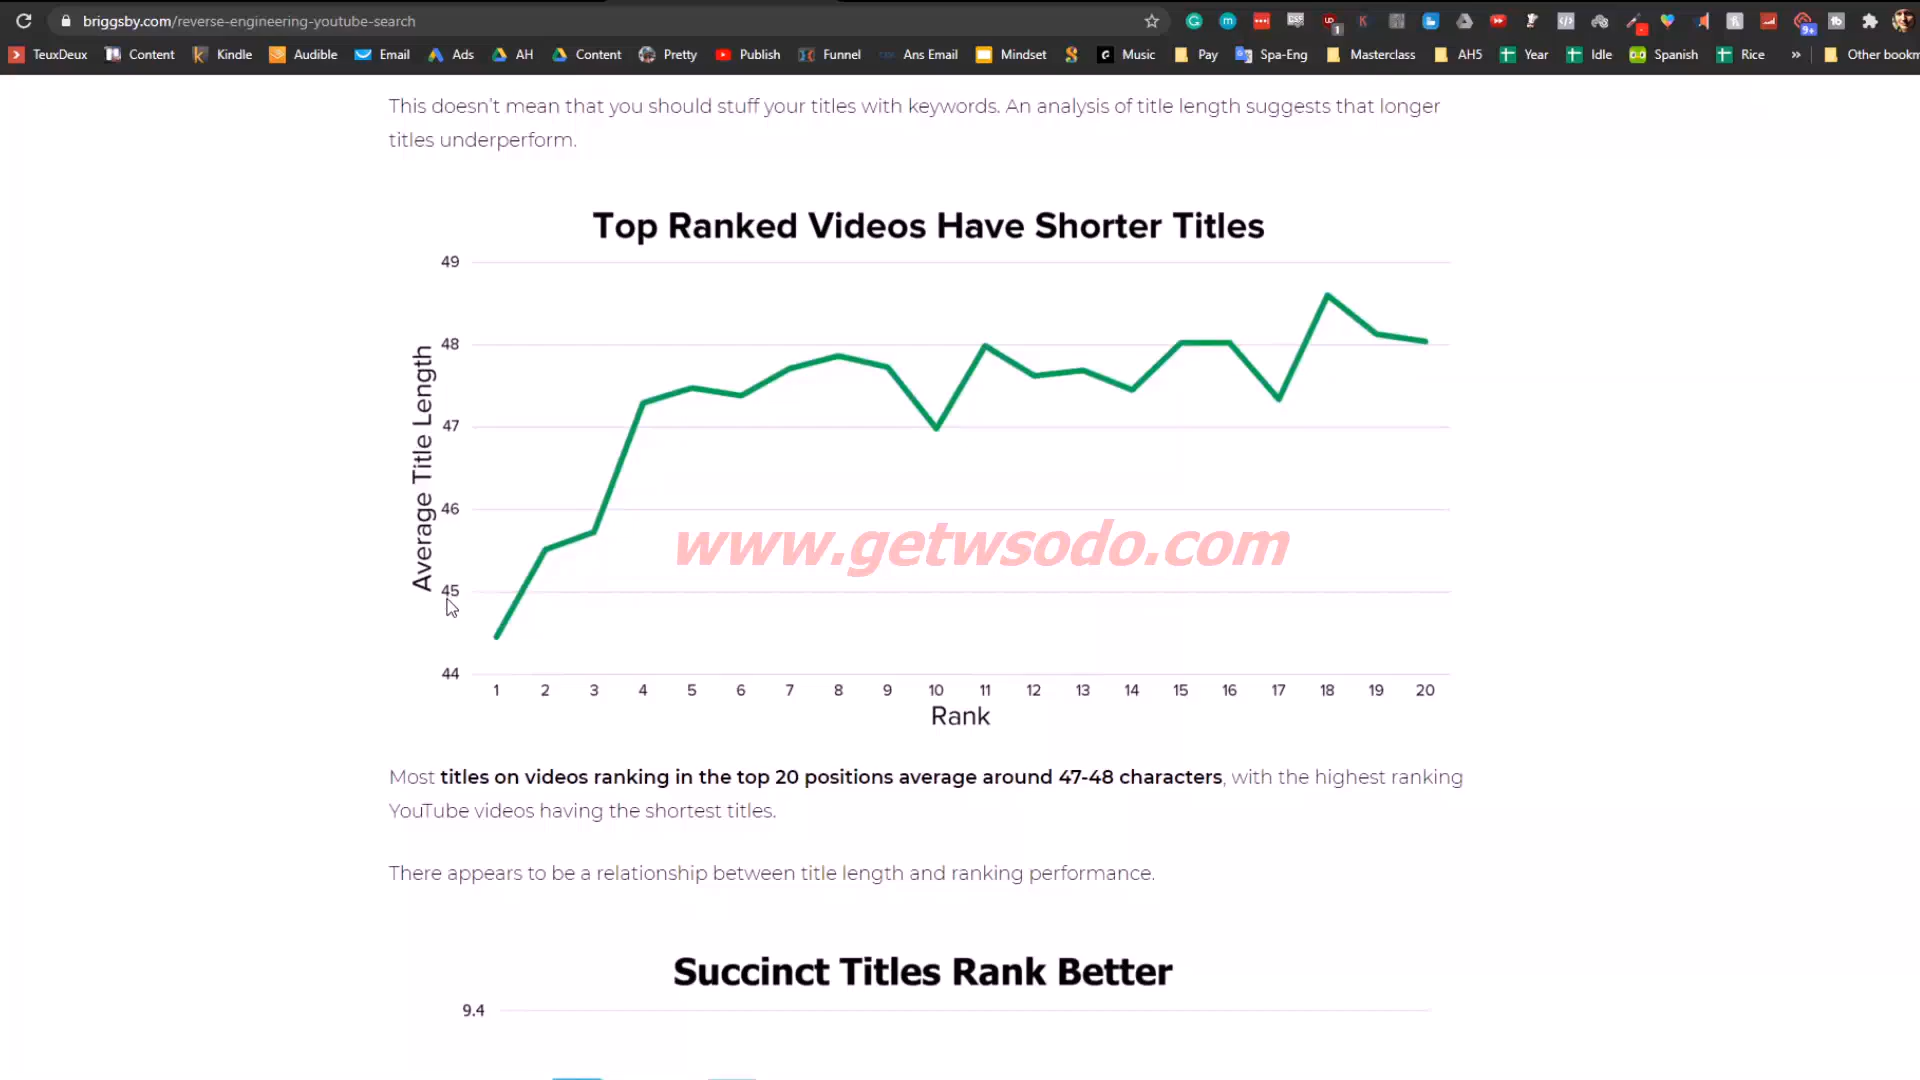 briggsby.com/reverse-engineering-youtube-search
TeuxDeux Content Kindle Audible Email Ads AH Content Pretty Publish Funnel Ans Email Mindset Music Pay Spa-Eng Masterclass AH5 Year Idle Spanish Rice » Other bookm
This doesn't mean that you should stuff your titles with keywords. An analysis of title length suggests that longer
titles underperform.
Top Ranked Videos Have Shorter Titles
Average Title Length
49
48
47
46
45
44
1 2 3 4 5 6 7 8 9 10 11 12 13 14 15 16 17 18 19 20
Rank
www.getwsodo.com
Most titles on videos ranking in the top 20 positions average around 47-48 characters, with the highest ranking
YouTube videos having the shortest titles.
There appears to be a relationship between title length and ranking performance.
Succinct Titles Rank Better
9.4